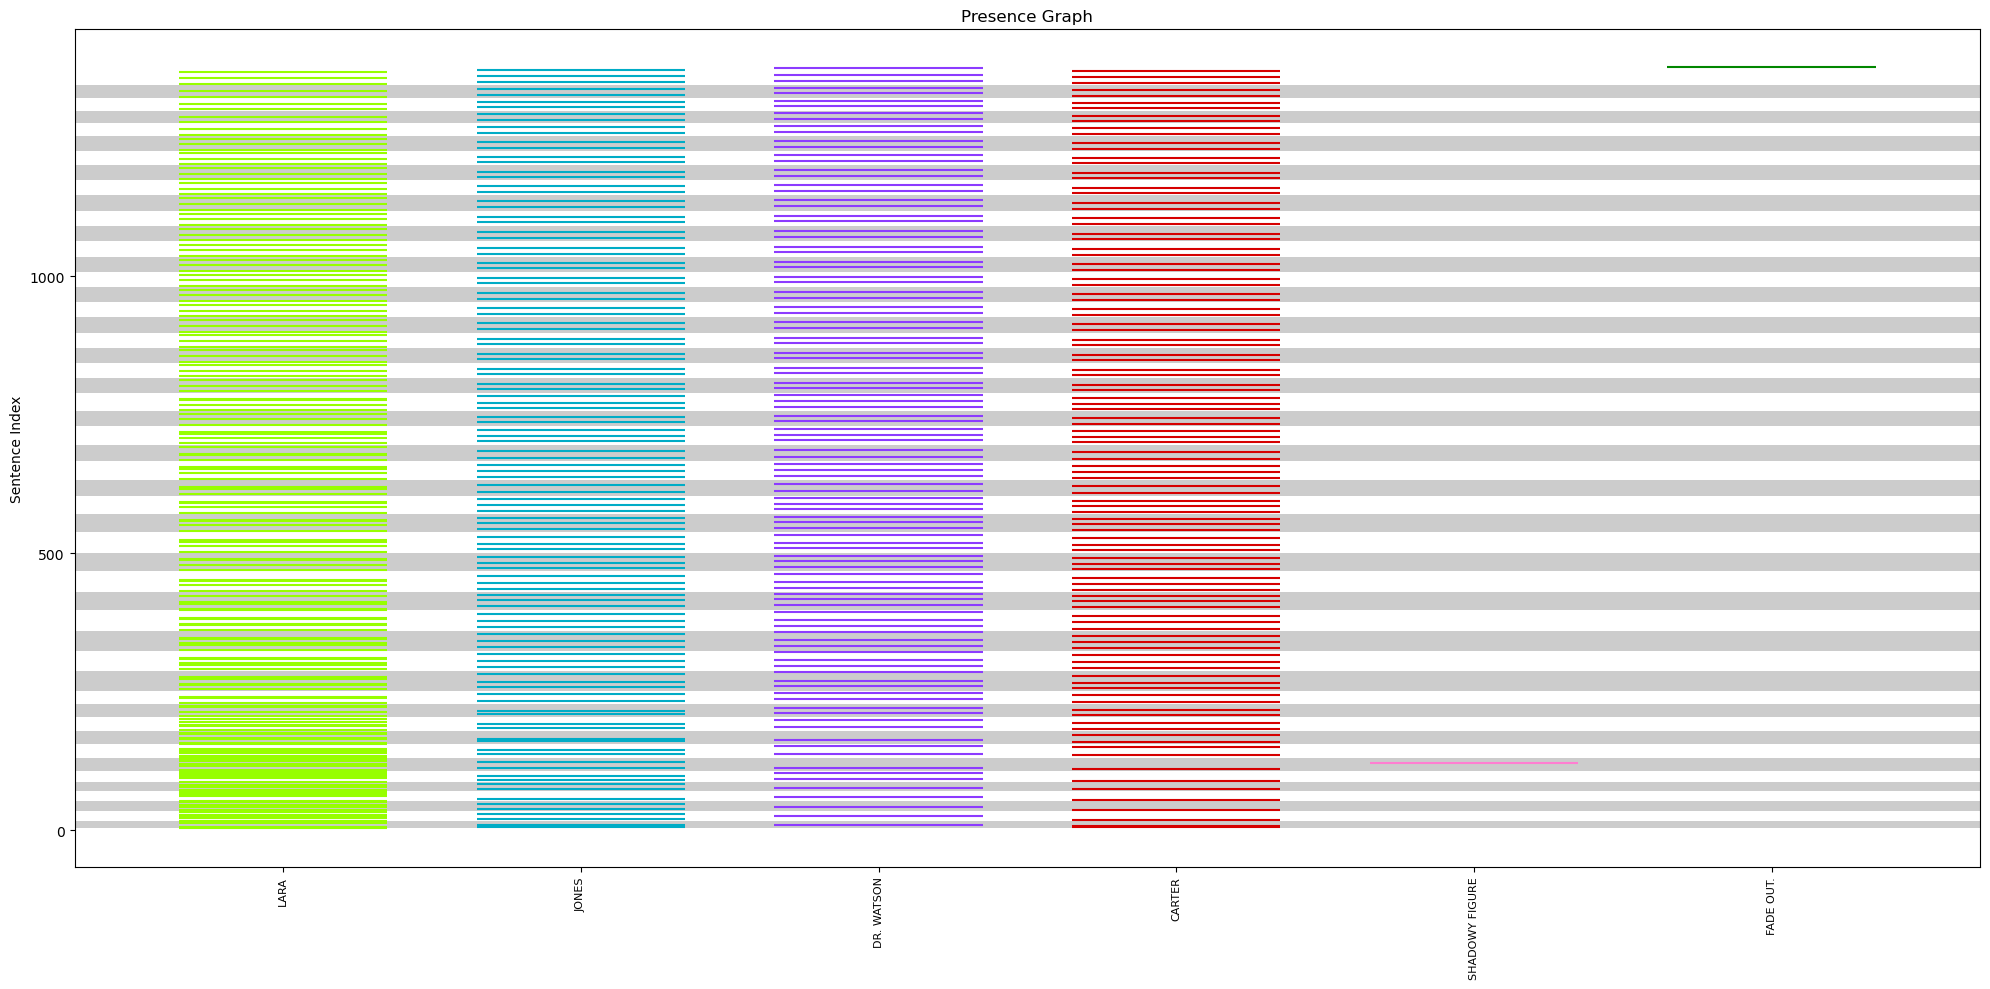 Presence Graph
Sentence Index
1000
500
0
LARA
JONES
DR. WATSON
CARTER
SHADOWY FIGURE
FADE OUT.